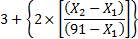 3 + {2 × [(X₂ − X₁) / (91 − X₁)]}